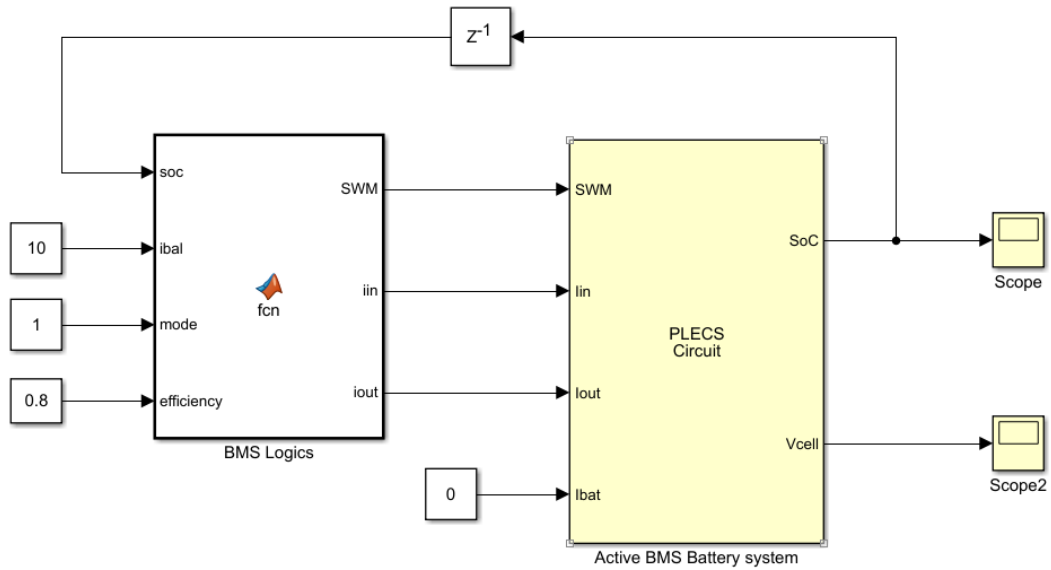 Z-1
soc
ibal
mode
efficiency
10
1
0.8
fcn
SWM
iin
iout
BMS Logics
0
SWM
Iin
Iout
Ibat
PLECS
Circuit
SoC
Vcell
Active BMS Battery system
Scope
Scope2